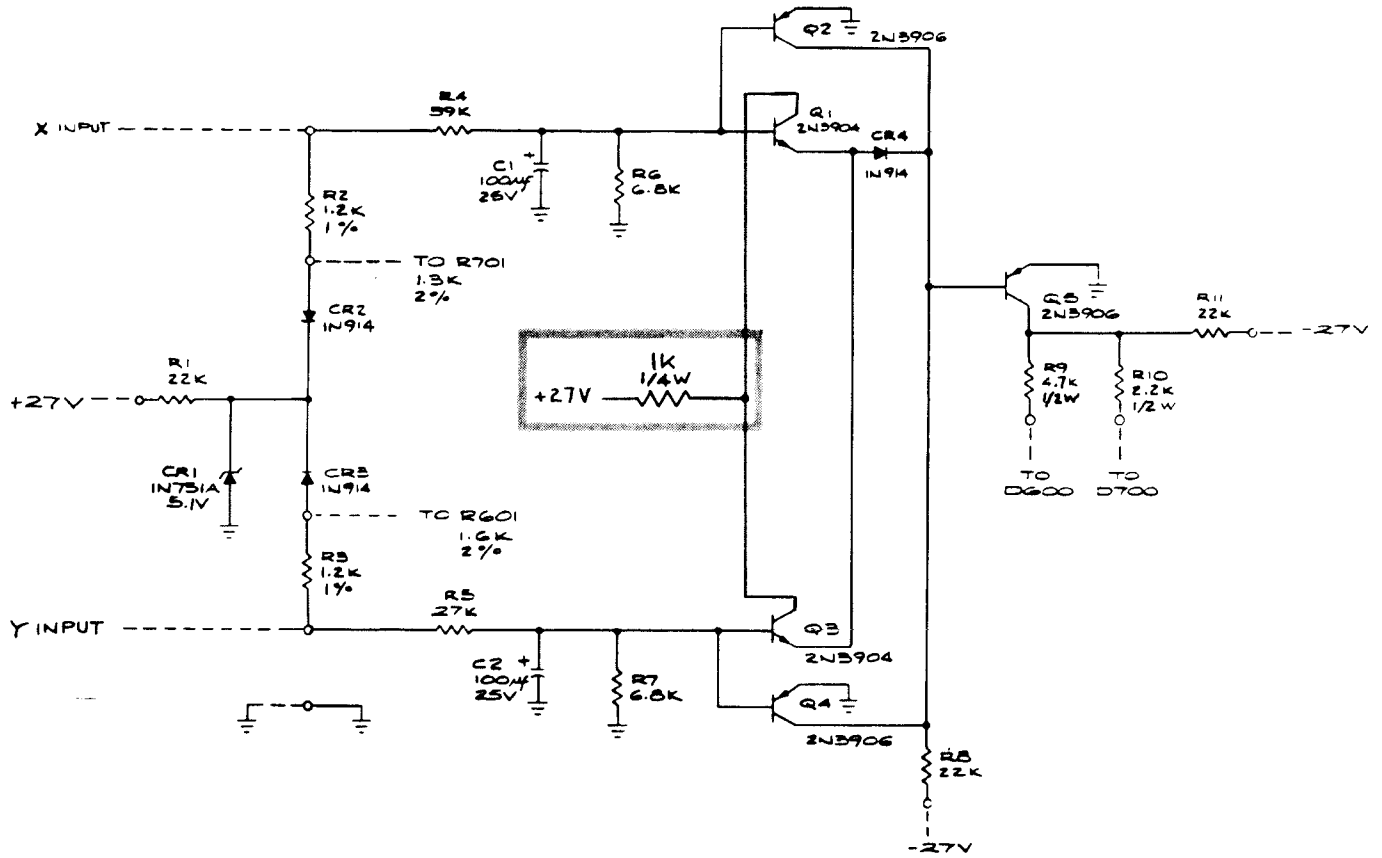 Q2
2N3906
X INPUT
R4
39K
Q1
2N3904
CR4
1N914
C1
+
100µf
25V
R6
6.8K
R2
1.2K
1%
TO R701
1.3K
2%
CR2
1N914
Q5
2N3906
R11
22K
-27V
R1
22K
+27V
1K
1/4W
+27V
R9
4.7K
1/2W
R10
2.2K
1/2W
TO
D600
TO
D700
CR1
1N751A
5.1V
CR3
1N914
TO R601
1.6K
2%
R3
1.2K
1%
R5
27K
Y INPUT
Q3
2N3904
C2
+
100µf
25V
R7
6.8K
Q4
2N3906
R8
22K
-27V